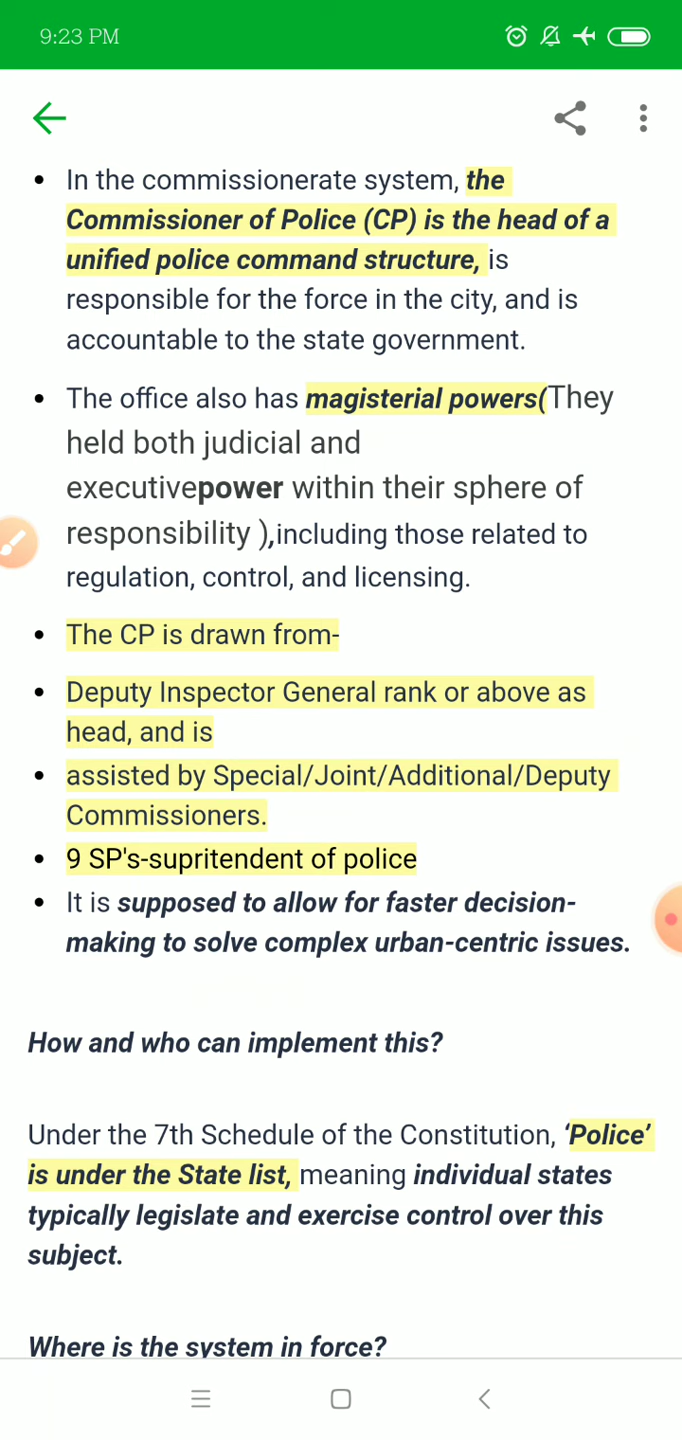 9:23 PM
In the commissionerate system, the
Commissioner of Police (CP) is the head of a
unified police command structure, is
responsible for the force in the city, and is
accountable to the state government.
The office also has magisterial powers(They
held both judicial and
executivepower within their sphere of
responsibility ),including those related to
regulation, control, and licensing.
The CP is drawn from-
Deputy Inspector General rank or above as
head, and is
assisted by Special/Joint/Additional/Deputy
Commissioners.
9 SP's-supritendent of police
It is supposed to allow for faster decision-
making to solve complex urban-centric issues.
How and who can implement this?
Under the 7th Schedule of the Constitution, ‘Police’
is under the State list, meaning individual states
typically legislate and exercise control over this
subject.
Where is the system in force?